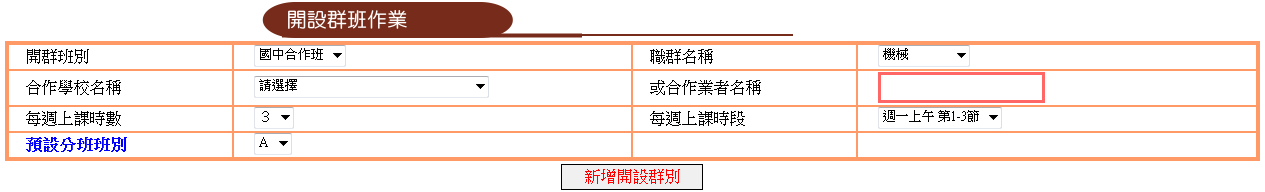 開設群班作業
開群班別 國中合作班 職群名稱 機械
合作學校名稱 請選擇 或合作業者名稱
每週上課時數 3 每週上課時段 週一上午 第1-3節
預設分班班別 A
新增開設群別